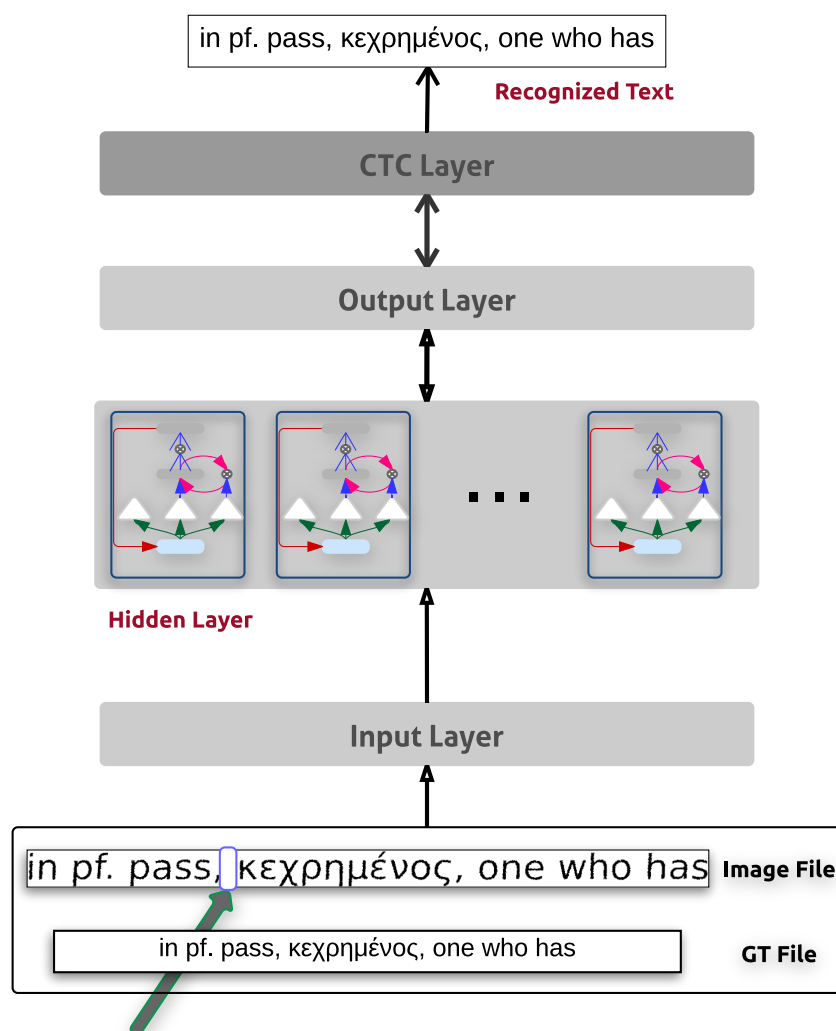 in pf. pass, κεχρημένος, one who has
Recognized Text
CTC Layer
Output Layer
Hidden Layer
Input Layer
in pf. pass, κεχρημένος, one who has Image File
in pf. pass, κεχρημένος, one who has GT File